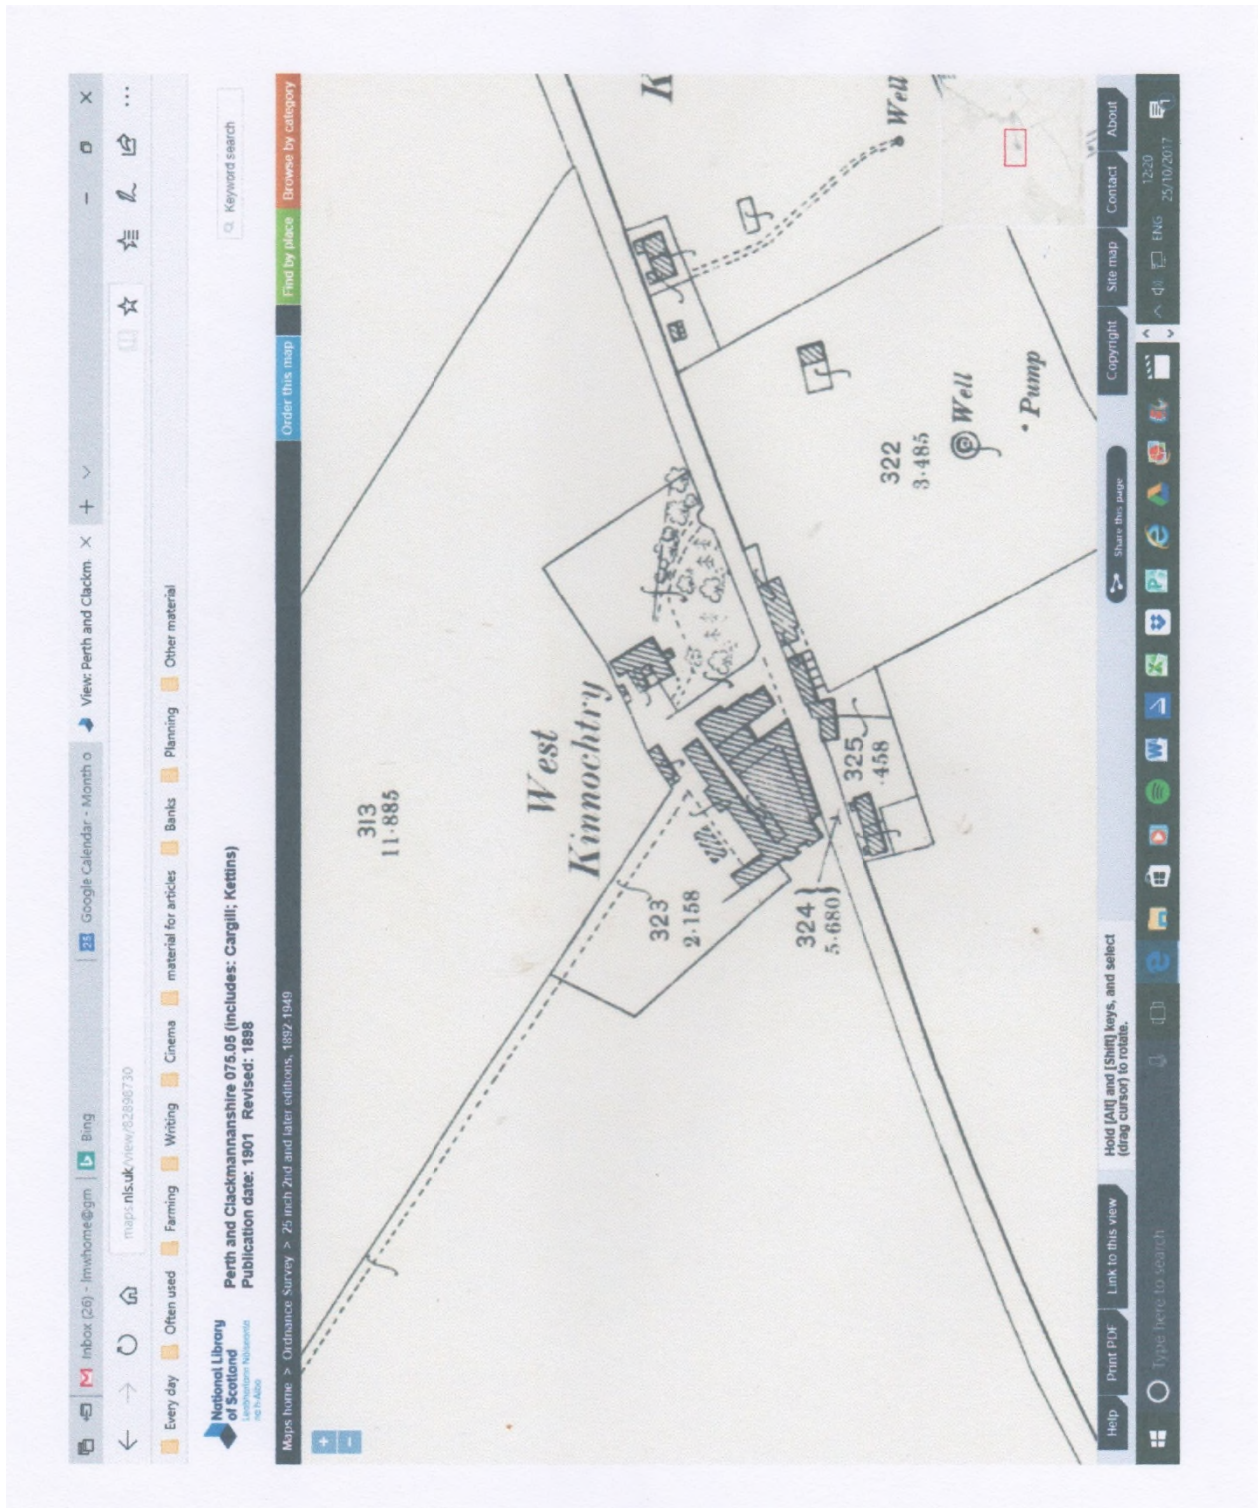 Inbox (26) - lmwhome@gm
Bing
25 Google Calendar - Month o
View: Perth and Clackm
maps.nls.uk/view/82898730
Every day
Often used
Farming
Writing
Cinema
material for articles
Banks
Planning
Other material
National Library
of Scotland
Leabharlann Nàiseanta
na h-Alba
Perth and Clackmannanshire 075.05 (includes: Cargill; Kettins)
Publication date: 1901 Revised: 1898
Keyword search
Maps home > Ordnance Survey > 25 inch 2nd and later editions, 1892-1949
Order this map
Find by place
Browse by category
+
−
313
11·885
West
Kinnochtry
K
323
2·158
324
5·680
325
·458
322
3·485
Well
Pump
Well
Help
Print PDF
Link to this view
Hold [Alt] and [Shift] keys, and select
(drag cursor) to rotate.
Share this page
Copyright
Site map
Contact
About
Type here to search
ENG
12:20
25/10/2017